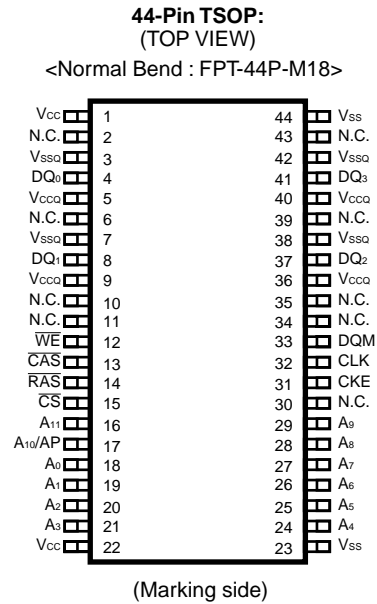 44-Pin TSOP:
(TOP VIEW)
<Normal Bend : FPT-44P-M18>
VCC 1 44 VSS
N.C. 2 43 N.C.
VSSQ 3 42 VSSQ
DQ0 4 41 DQ3
VCCQ 5 40 VCCQ
N.C. 6 39 N.C.
VSSQ 7 38 VSSQ
DQ1 8 37 DQ2
VCCQ 9 36 VCCQ
N.C. 10 35 N.C.
N.C. 11 34 N.C.
WE 12 33 DQM
CAS 13 32 CLK
RAS 14 31 CKE
CS 15 30 N.C.
A11 16 29 A9
A10/AP 17 28 A8
A0 18 27 A7
A1 19 26 A6
A2 20 25 A5
A3 21 24 A4
VCC 22 23 VSS
(Marking side)